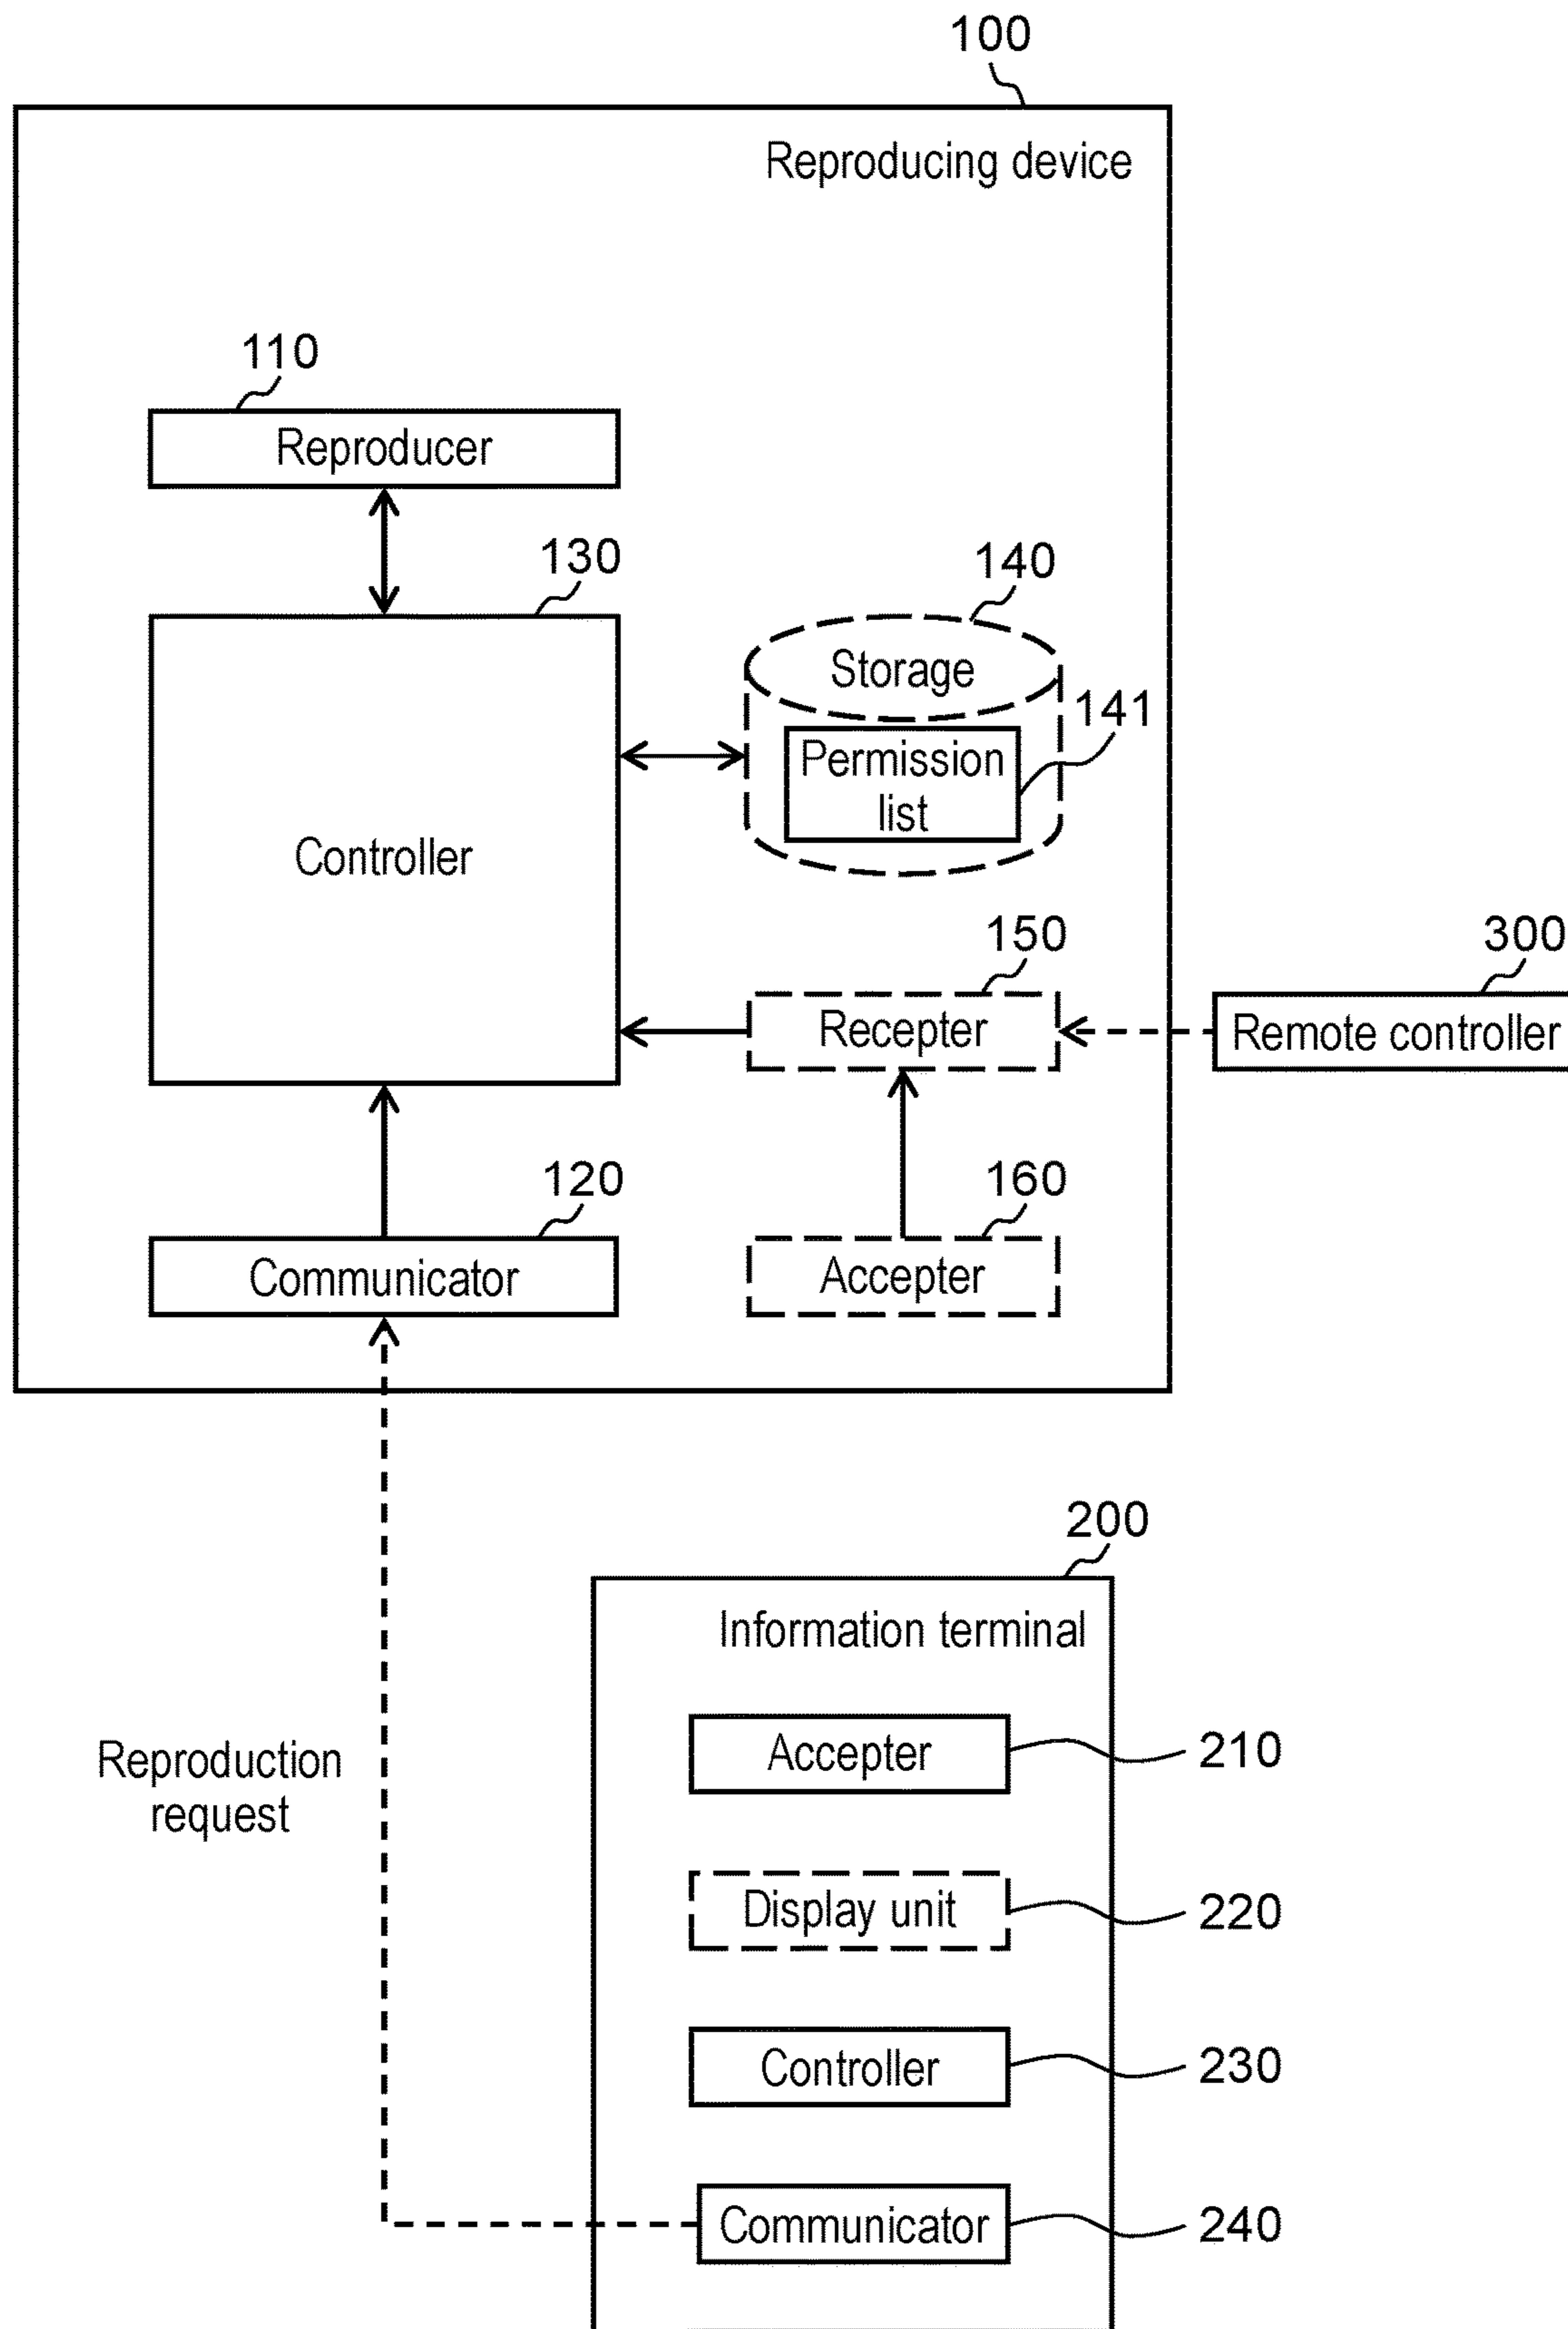 100
Reproducing device
110
Reproducer
130
140
Storage
141
Permission
list
Controller
150
300
Recepter
Remote controller
120
160
Communicator
Accepter
200
Information terminal
Accepter
210
Reproduction
request
Display unit
220
Controller
230
Communicator
240